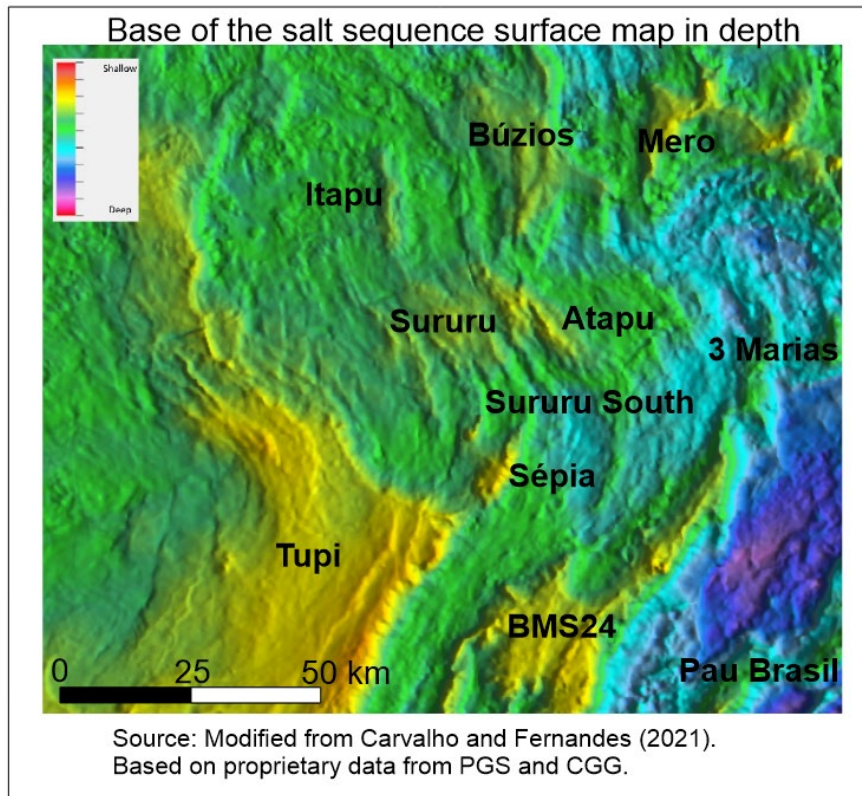 Base of the salt sequence surface map in depth
Shallow
Deep
Búzios
Mero
Itapu
Sururu
Atapu
3 Marias
Sururu South
Sépia
Tupi
BMS24
Pau Brasil
0 25 50 km
Source: Modified from Carvalho and Fernandes (2021).
Based on proprietary data from PGS and CGG.